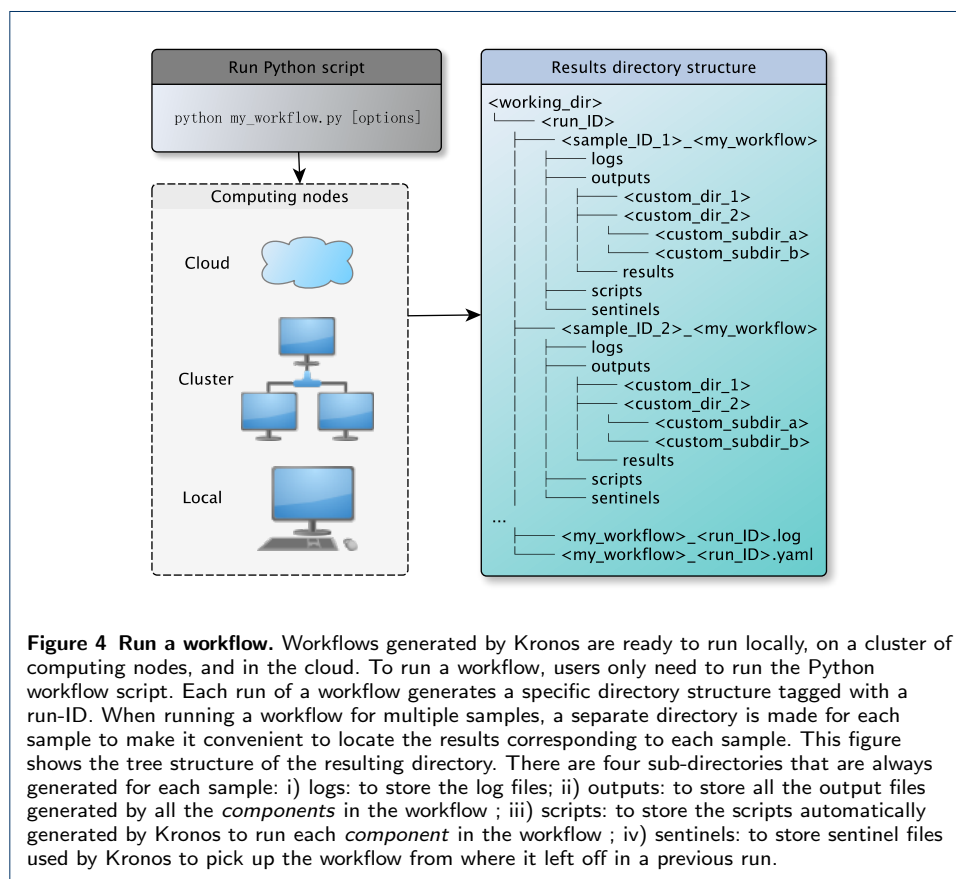 Run Python script
python my_workflow.py [options]
Computing nodes
Cloud
Cluster
Local
Results directory structure
<working_dir>
<run_ID>
<sample_ID_1>_<my_workflow>
logs
outputs
<custom_dir_1>
<custom_dir_2>
<custom_subdir_a>
<custom_subdir_b>
results
scripts
sentinels
<sample_ID_2>_<my_workflow>
logs
outputs
<custom_dir_1>
<custom_dir_2>
<custom_subdir_a>
<custom_subdir_b>
results
scripts
sentinels
...
<my_workflow>_<run_ID>.log
<my_workflow>_<run_ID>.yaml
Figure 4 Run a workflow. Workflows generated by Kronos are ready to run locally, on a cluster of
computing nodes, and in the cloud. To run a workflow, users only need to run the Python
workflow script. Each run of a workflow generates a specific directory structure tagged with a
run-ID. When running a workflow for multiple samples, a separate directory is made for each
sample to make it convenient to locate the results corresponding to each sample. This figure
shows the tree structure of the resulting directory. There are four sub-directories that are always
generated for each sample: i) logs: to store the log files; ii) outputs: to store all the output files
generated by all the components in the workflow ; iii) scripts: to store the scripts automatically
generated by Kronos to run each component in the workflow ; iv) sentinels: to store sentinel files
used by Kronos to pick up the workflow from where it left off in a previous run.